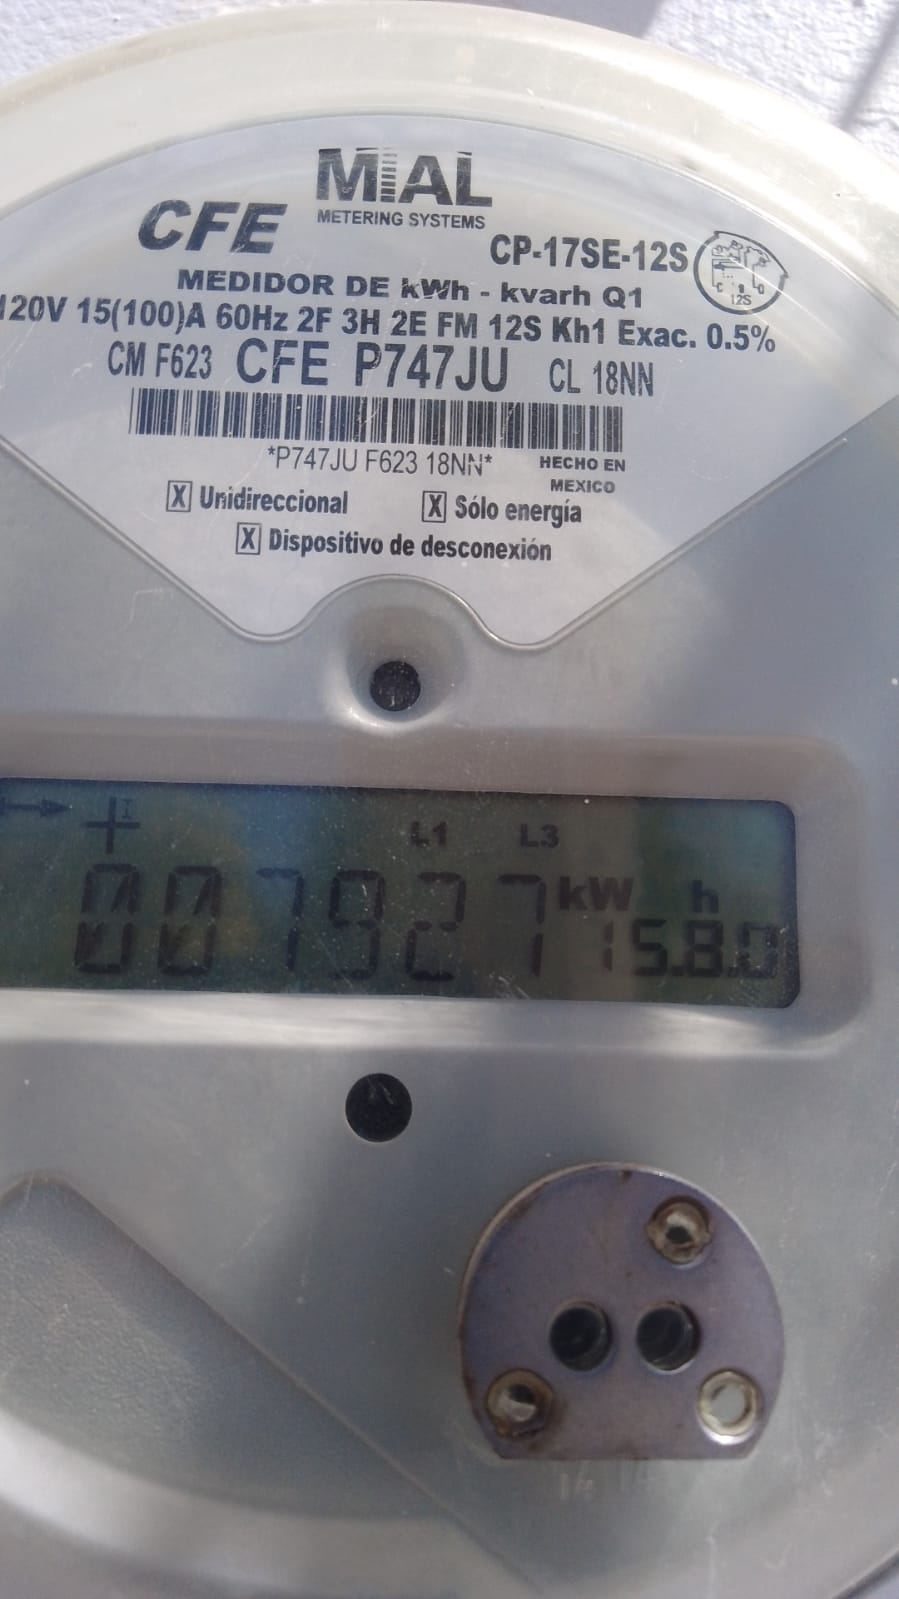 MIAL
METERING SYSTEMS
CFE
CP-17SE-12S
12S
MEDIDOR DE kWh - kvarh Q1
120V 15(100)A 60Hz 2F 3H 2E FM 12S Kh1 Exac. 0.5%
CM F623 CFE P747JU CL 18NN
*P747JU F623 18NN*
HECHO EN
MEXICO
X Unidireccional X Sólo energía
X Dispositivo de desconexión
L1 L3
007927 kW h
15.8.0